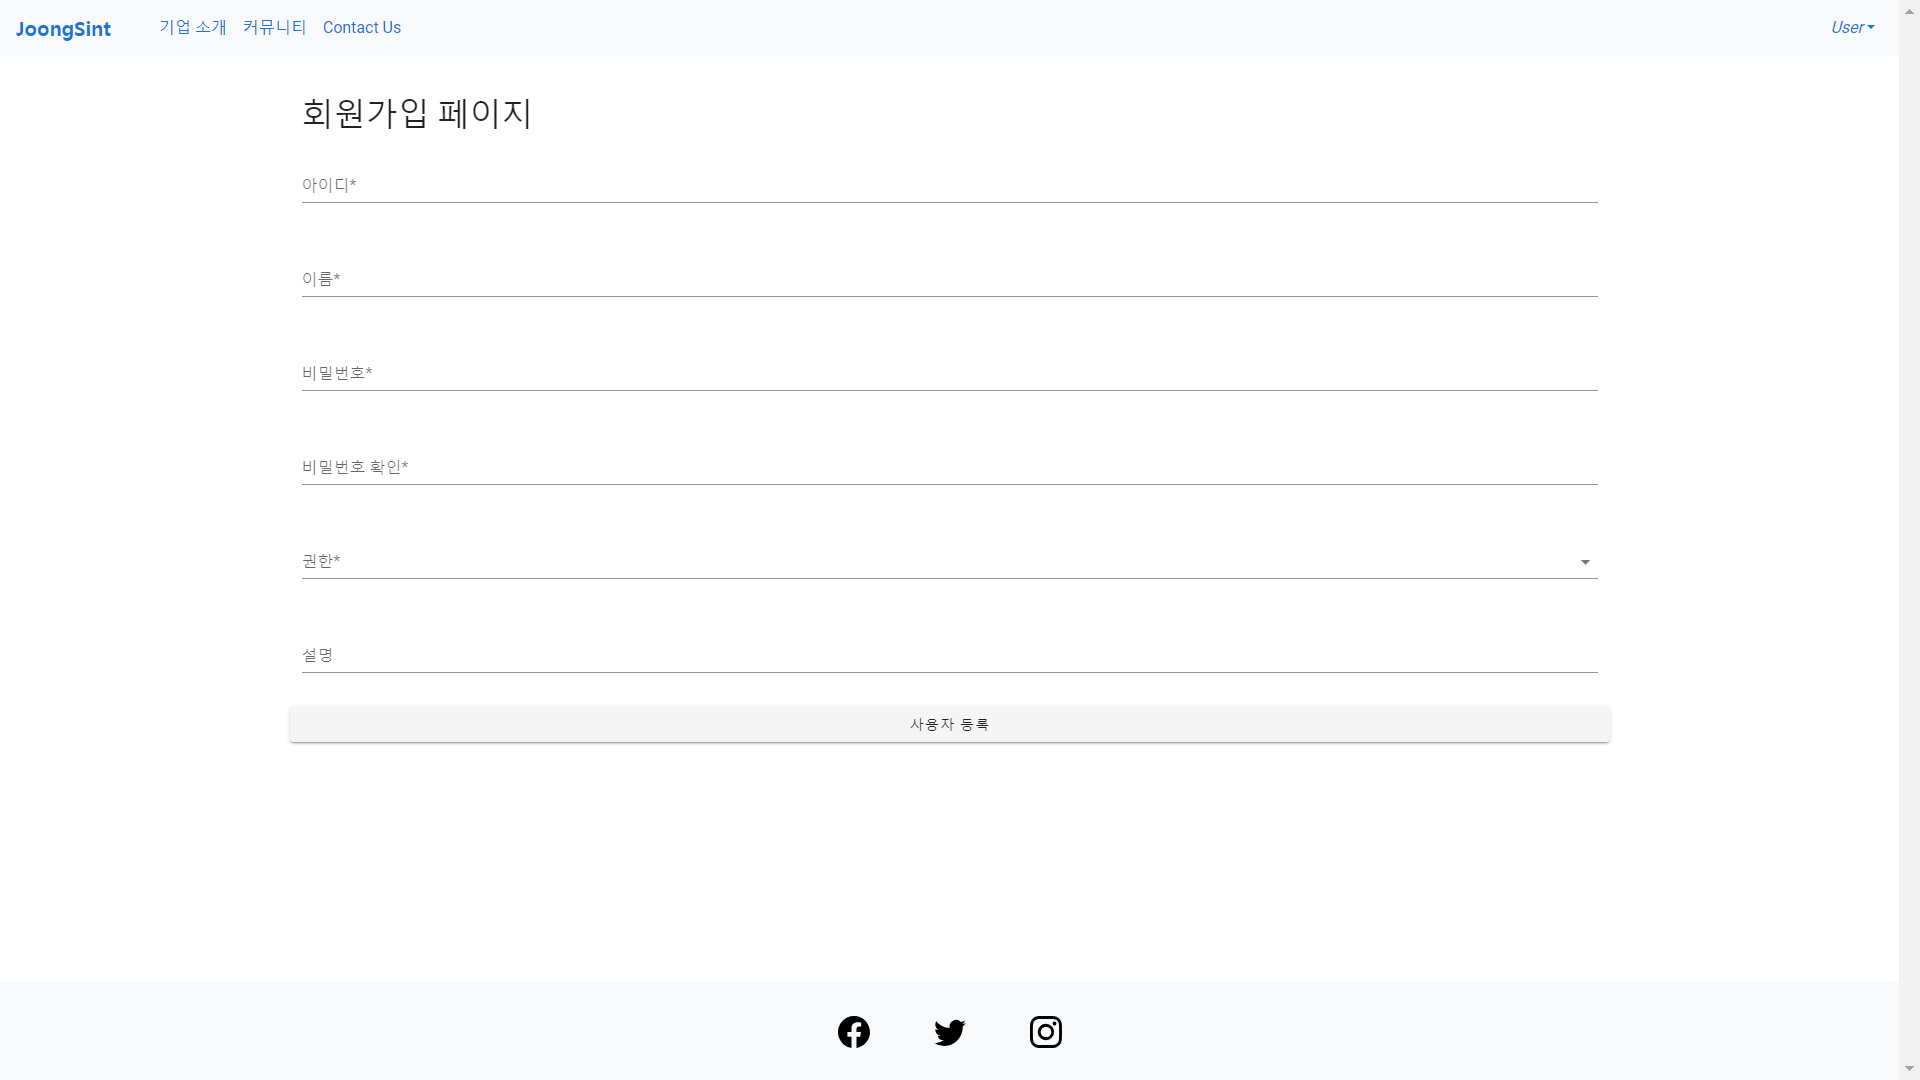 JoongSint 기업 소개 커뮤니티 Contact Us User
회원가입 페이지
아이디*
이름*
비밀번호*
비밀번호 확인*
권한*
설명
사용자 등록